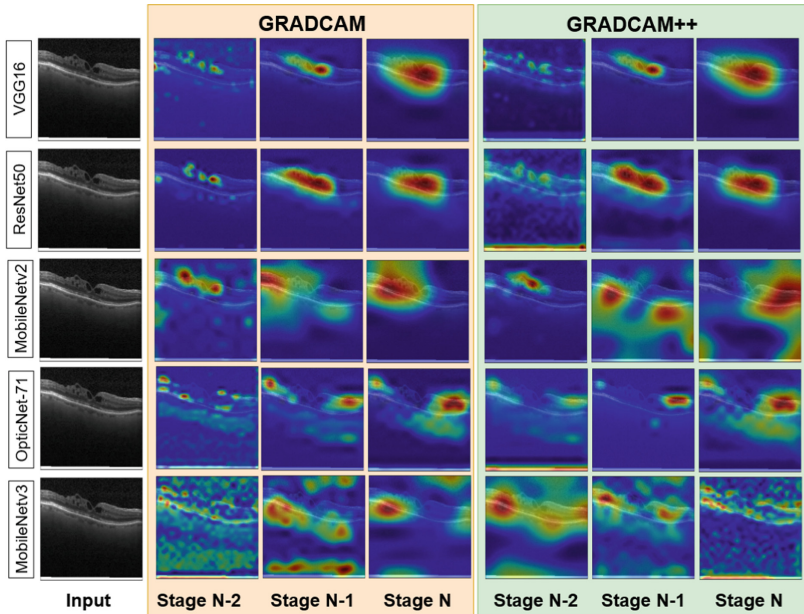 GRADCAM
GRADCAM++
VGG16
ResNet50
MobileNetv2
OpticNet-71
MobileNetv3
Input
Stage N-2
Stage N-1
Stage N
Stage N-2
Stage N-1
Stage N